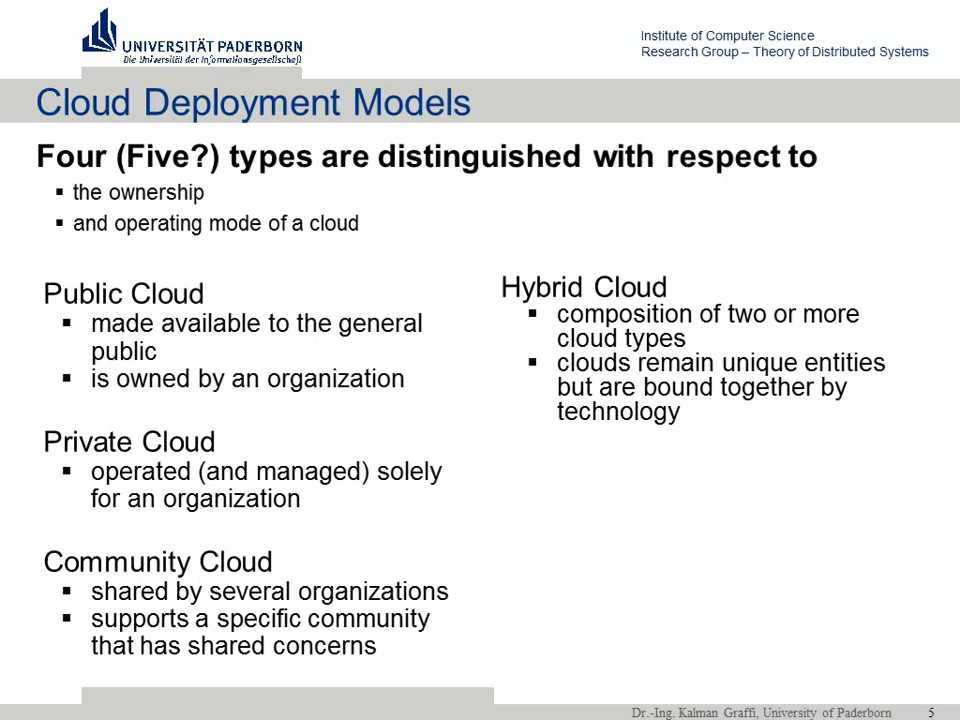 UNIVERSITÄT PADERBORN
Die Universität der Informationsgesellschaft
Institute of Computer Science
Research Group – Theory of Distributed Systems
Cloud Deployment Models
Four (Five?) types are distinguished with respect to
▪ the ownership
▪ and operating mode of a cloud
Public Cloud
▪ made available to the general
public
▪ is owned by an organization
Private Cloud
▪ operated (and managed) solely
for an organization
Community Cloud
▪ shared by several organizations
▪ supports a specific community
that has shared concerns
Hybrid Cloud
▪ composition of two or more
cloud types
▪ clouds remain unique entities
but are bound together by
technology
Dr.-Ing. Kalman Graffi, University of Paderborn 5